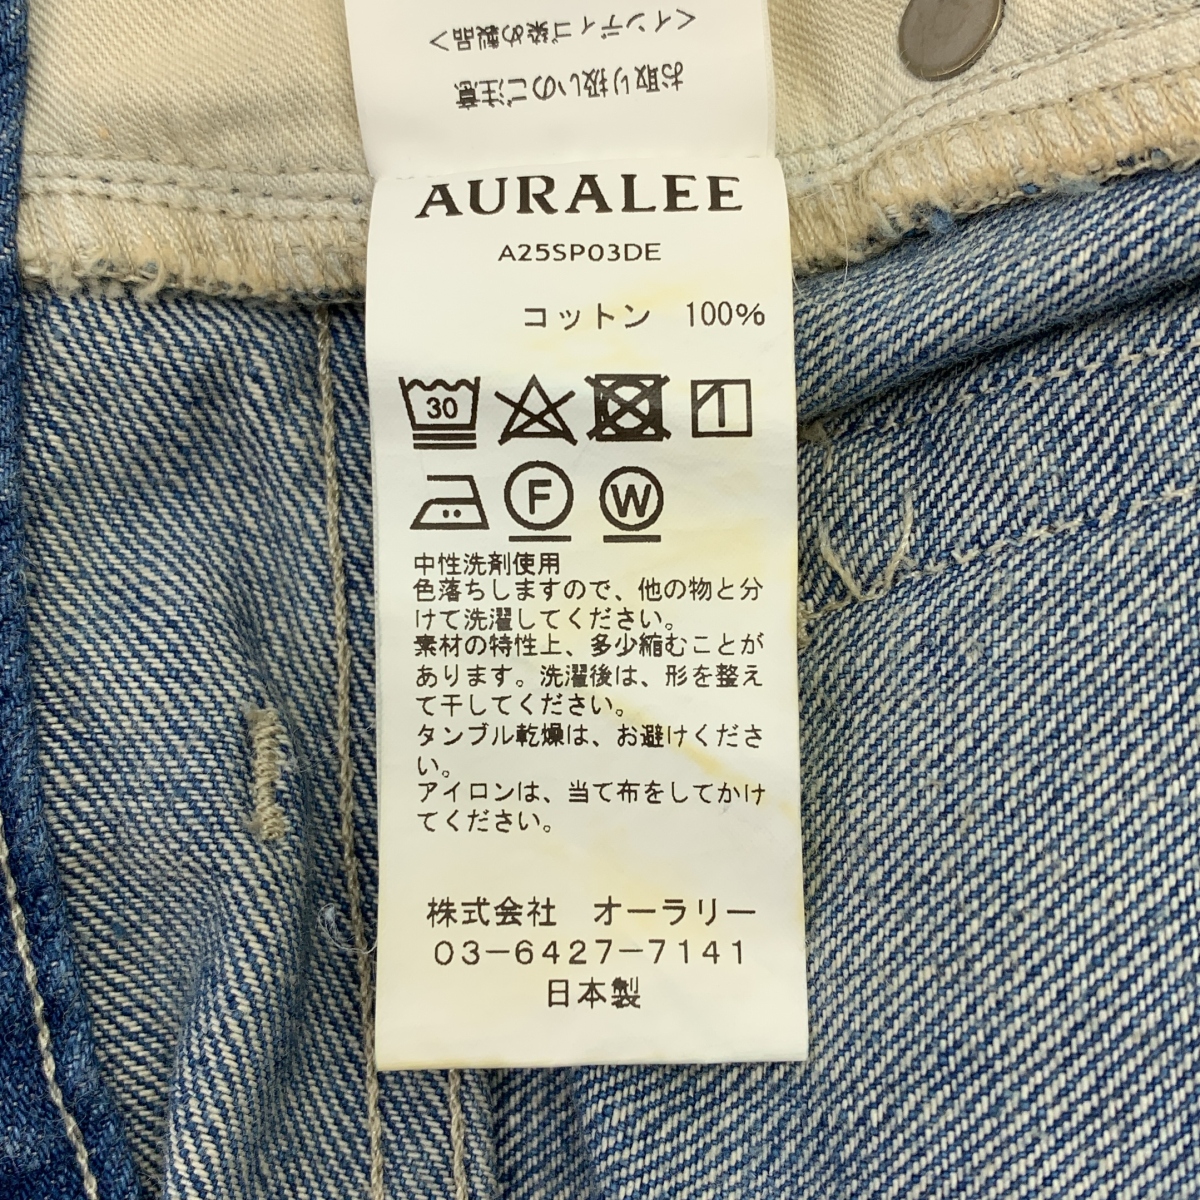 <インディゴ染め製品>
お取り扱いのご注意
AURALEE
A25SP03DE
コットン 100%
30
F W
中性洗剤使用
色落ちしますので、他の物と分
けて洗濯してください。
素材の特性上、多少縮むことが
あります。洗濯後は、形を整え
て干してください。
タンブル乾燥は、お避けくださ
い。
アイロンは、当て布をしてかけ
てください。
株式会社 オーラリー
03-6427-7141
日本製